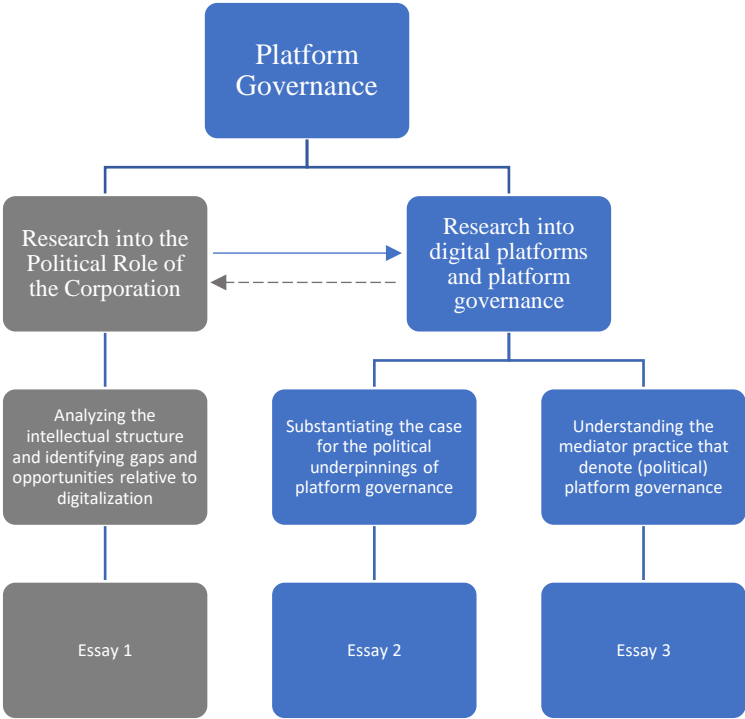 Platform
Governance
Research into the
Political Role of
the Corporation
Research into
digital platforms
and platform
governance
Analyzing the
intellectual structure
and identifying gaps and
opportunities relative to
digitalization
Substantiating the case
for the political
underpinnings of
platform governance
Understanding the
mediator practice that
denote (political)
platform governance
Essay 1
Essay 2
Essay 3